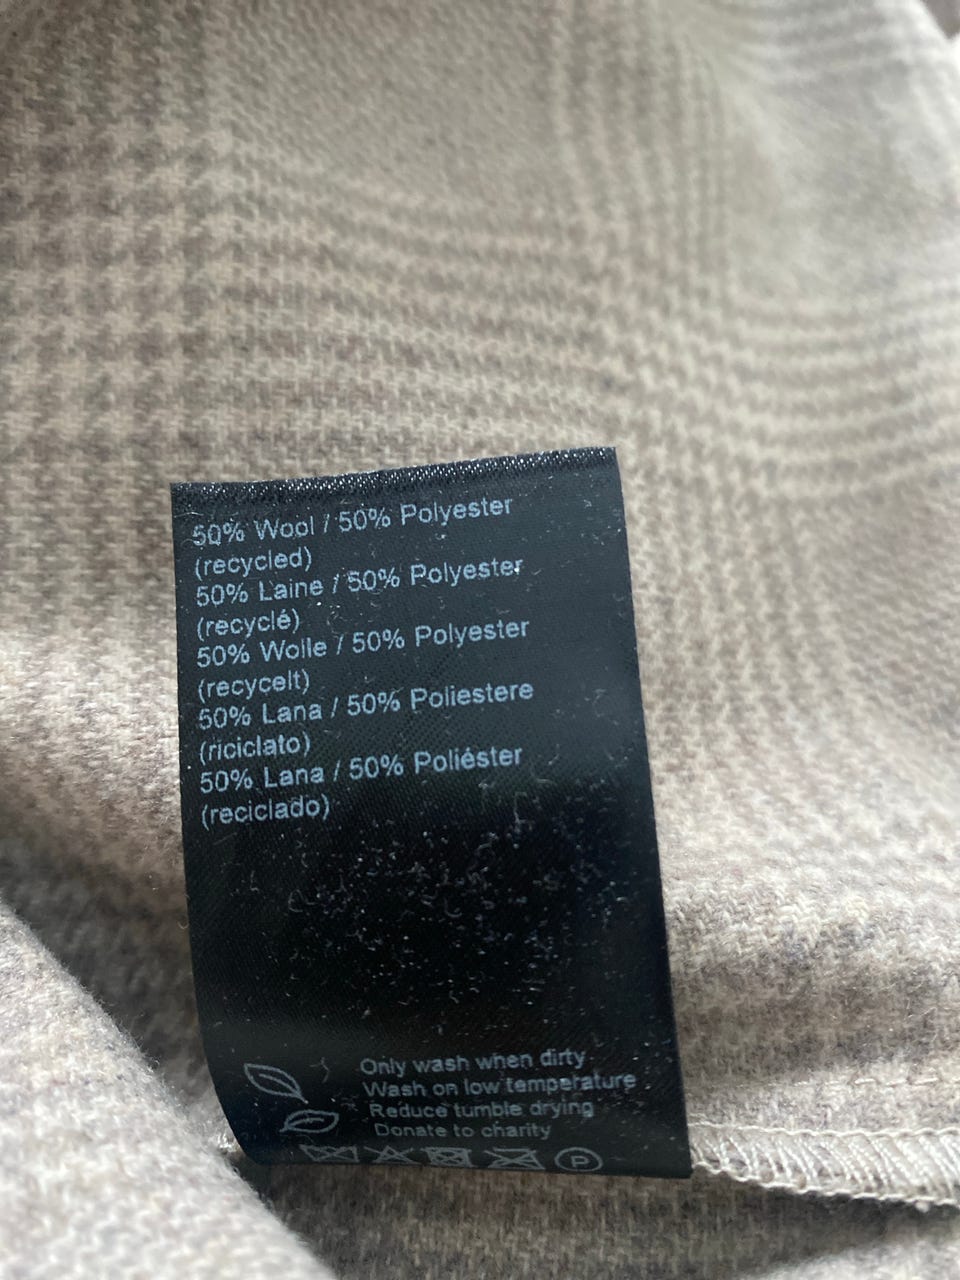 50% Wool / 50% Polyester
(recycled)
50% Laine / 50% Polyester
(recyclé)
50% Wolle / 50% Polyester
(recycelt)
50% Lana / 50% Poliestere
(riciclato)
50% Lana / 50% Poliéster
(reciclado)
Only wash when dirty
Wash on low temperature
Reduce tumble drying
Donate to charity
P